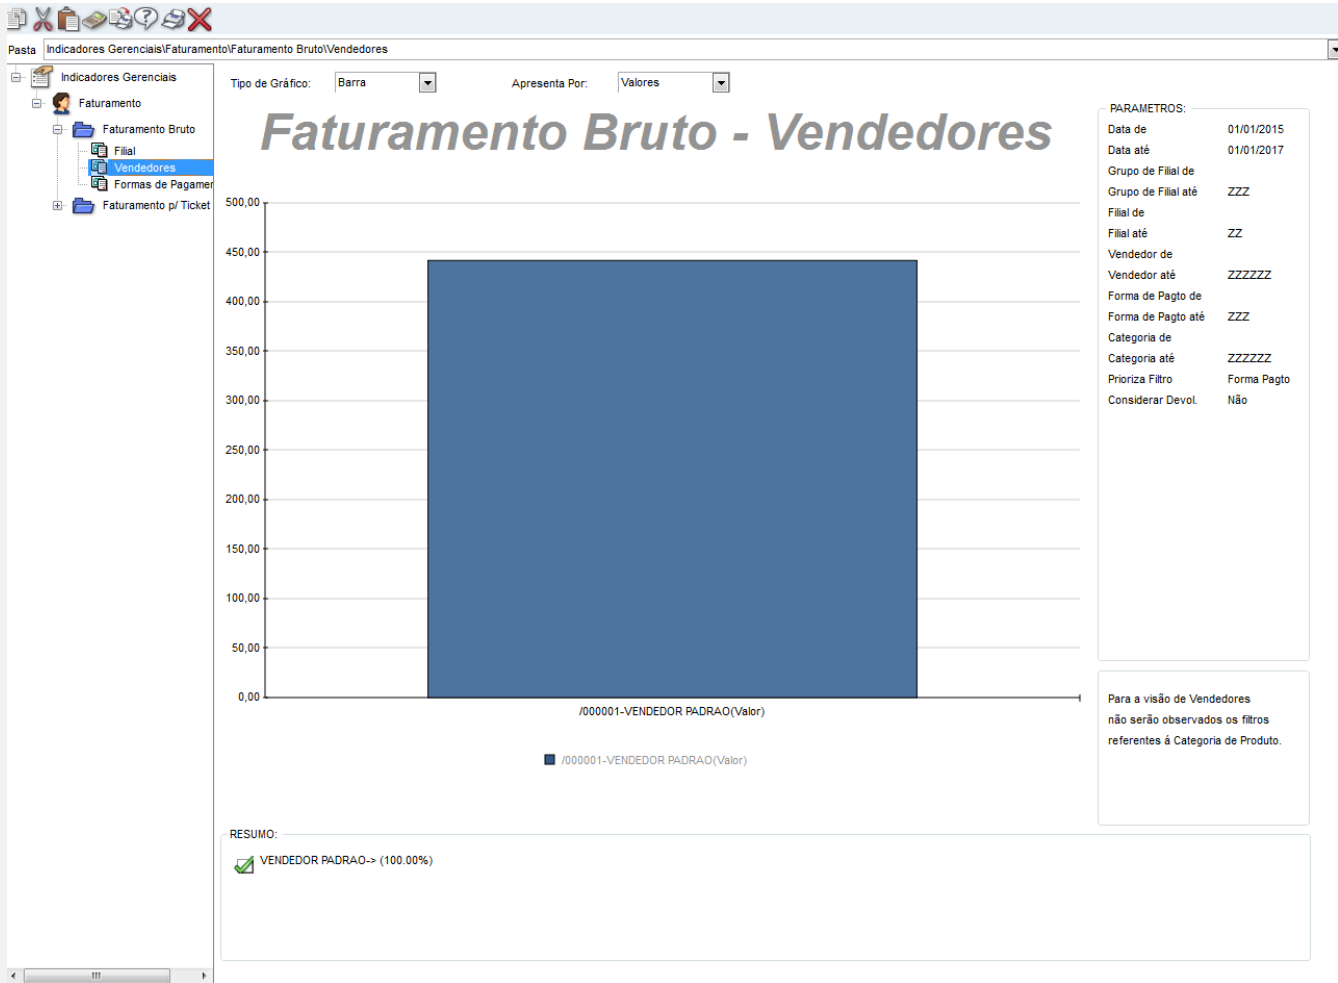 Pasta Indicadores Gerenciais\Faturamento\Faturamento Bruto\Vendedores
Indicadores Gerenciais
Faturamento
Faturamento Bruto
Filial
Vendedores
Formas de Pagamer
Faturamento p/ Ticket
Tipo de Gráfico: Barra Apresenta Por: Valores
Faturamento Bruto - Vendedores
500,00
450,00
400,00
350,00
300,00
250,00
200,00
150,00
100,00
50,00
0,00
/000001-VENDEDOR PADRAO(Valor)
/000001-VENDEDOR PADRAO(Valor)
PARAMETROS:
Data de 01/01/2015
Data até 01/01/2017
Grupo de Filial de
Grupo de Filial até ZZZ
Filial de
Filial até ZZ
Vendedor de
Vendedor até ZZZZZZ
Forma de Pagto de
Forma de Pagto até ZZZ
Categoria de
Categoria até ZZZZZZ
Prioriza Filtro Forma Pagto
Considerar Devol. Não
Para a visão de Vendedores
não serão observados os filtros
referentes á Categoria de Produto.
RESUMO:
VENDEDOR PADRAO-> (100.00%)